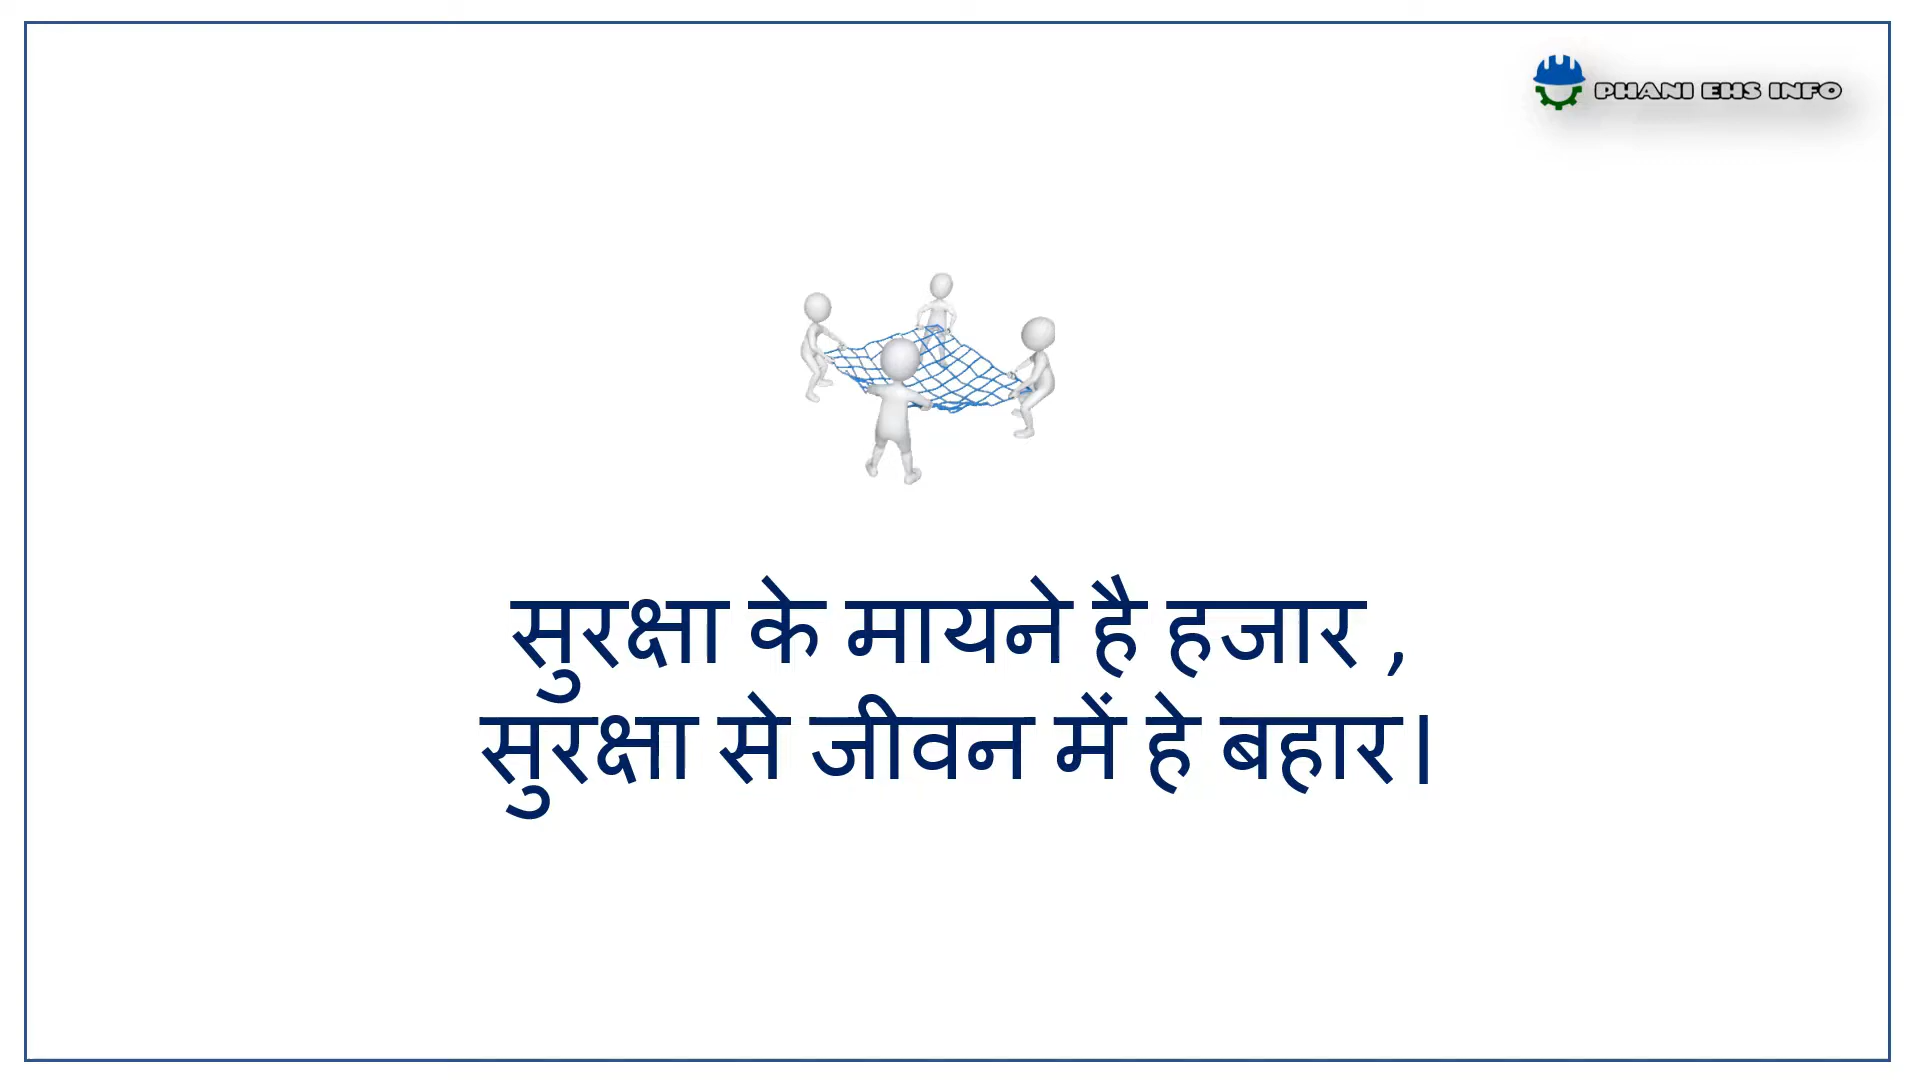 PHANI EHS INFO
सुरक्षा के मायने है हजार ,
सुरक्षा से जीवन में हे बहार।